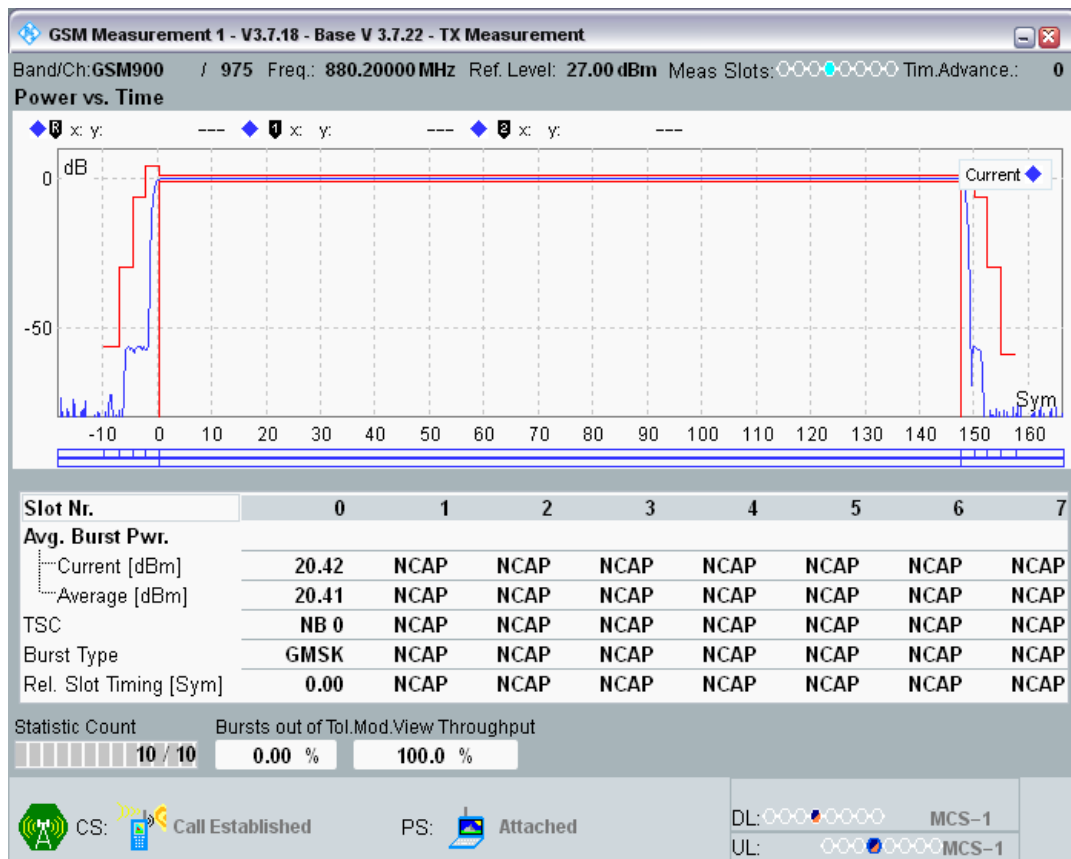 GSM Measurement 1 - V3.7.18 - Base V 3.7.22 - TX Measurement
Band/Ch:GSM900 / 975 Freq.: 880.20000 MHz Ref. Level: 27.00 dBm Meas Slots: Tim.Advance.: 0
Power vs. Time
R x: y: --- 1 x: y: --- 2 x: y: ---
dB
0
Current
-50
Sym
-10 0 10 20 30 40 50 60 70 80 90 100 110 120 130 140 150 160
Slot Nr. 0 1 2 3 4 5 6 7
Avg. Burst Pwr.
Current [dBm] 20.42 NCAP NCAP NCAP NCAP NCAP NCAP NCAP
Average [dBm] 20.41 NCAP NCAP NCAP NCAP NCAP NCAP NCAP
TSC NB 0 NCAP NCAP NCAP NCAP NCAP NCAP NCAP
Burst Type GMSK NCAP NCAP NCAP NCAP NCAP NCAP NCAP
Rel. Slot Timing [Sym] 0.00 NCAP NCAP NCAP NCAP NCAP NCAP NCAP
Statistic Count Bursts out of Tol.Mod.View Throughput
10 / 10 0.00 % 100.0 %
CS: Call Established PS: Attached DL: MCS-1
UL: MCS-1